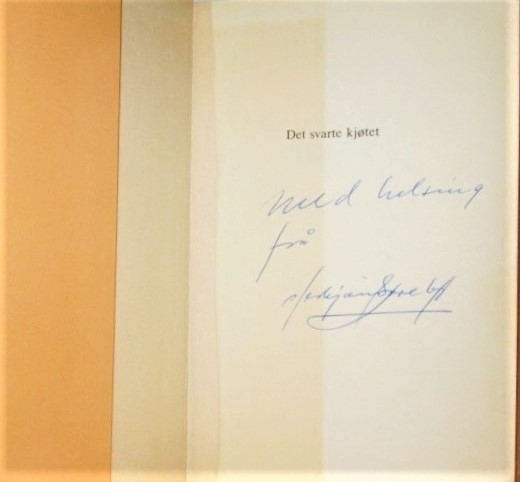 Det svarte kjøtet
Med helsing
frå